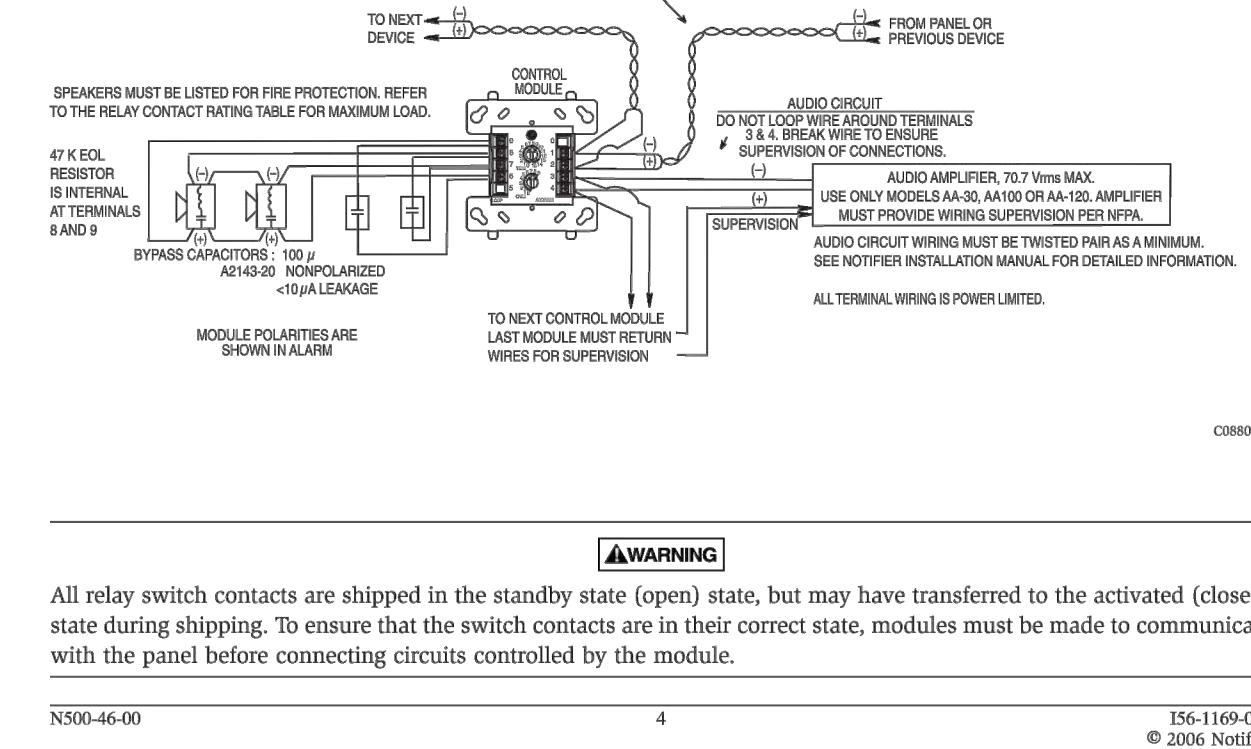 TO NEXT
DEVICE
(-)
(+)
(-)
(+)
FROM PANEL OR
PREVIOUS DEVICE
CONTROL
MODULE
SPEAKERS MUST BE LISTED FOR FIRE PROTECTION. REFER
TO THE RELAY CONTACT RATING TABLE FOR MAXIMUM LOAD.
AUDIO CIRCUIT
DO NOT LOOP WIRE AROUND TERMINALS
3 & 4. BREAK WIRE TO ENSURE
SUPERVISION OF CONNECTIONS.
47 K EOL
RESISTOR
IS INTERNAL
AT TERMINALS
8 AND 9
(-)
(-)
(+)
(+)
(-)
(+)
(-)
(+)
SUPERVISION
AUDIO AMPLIFIER, 70.7 Vrms MAX.
USE ONLY MODELS AA-30, AA100 OR AA-120. AMPLIFIER
MUST PROVIDE WIRING SUPERVISION PER NFPA.
AUDIO CIRCUIT WIRING MUST BE TWISTED PAIR AS A MINIMUM.
SEE NOTIFIER INSTALLATION MANUAL FOR DETAILED INFORMATION.
ALL TERMINAL WIRING IS POWER LIMITED.
BYPASS CAPACITORS : 100 µ
A2143-20 NONPOLARIZED
<10 µA LEAKAGE
MODULE POLARITIES ARE
SHOWN IN ALARM
TO NEXT CONTROL MODULE
LAST MODULE MUST RETURN
WIRES FOR SUPERVISION
C0880
WARNING
All relay switch contacts are shipped in the standby state (open) state, but may have transferred to the activated (close
state during shipping. To ensure that the switch contacts are in their correct state, modules must be made to communica
with the panel before connecting circuits controlled by the module.
N500-46-00
4
I56-1169-0
© 2006 Notif